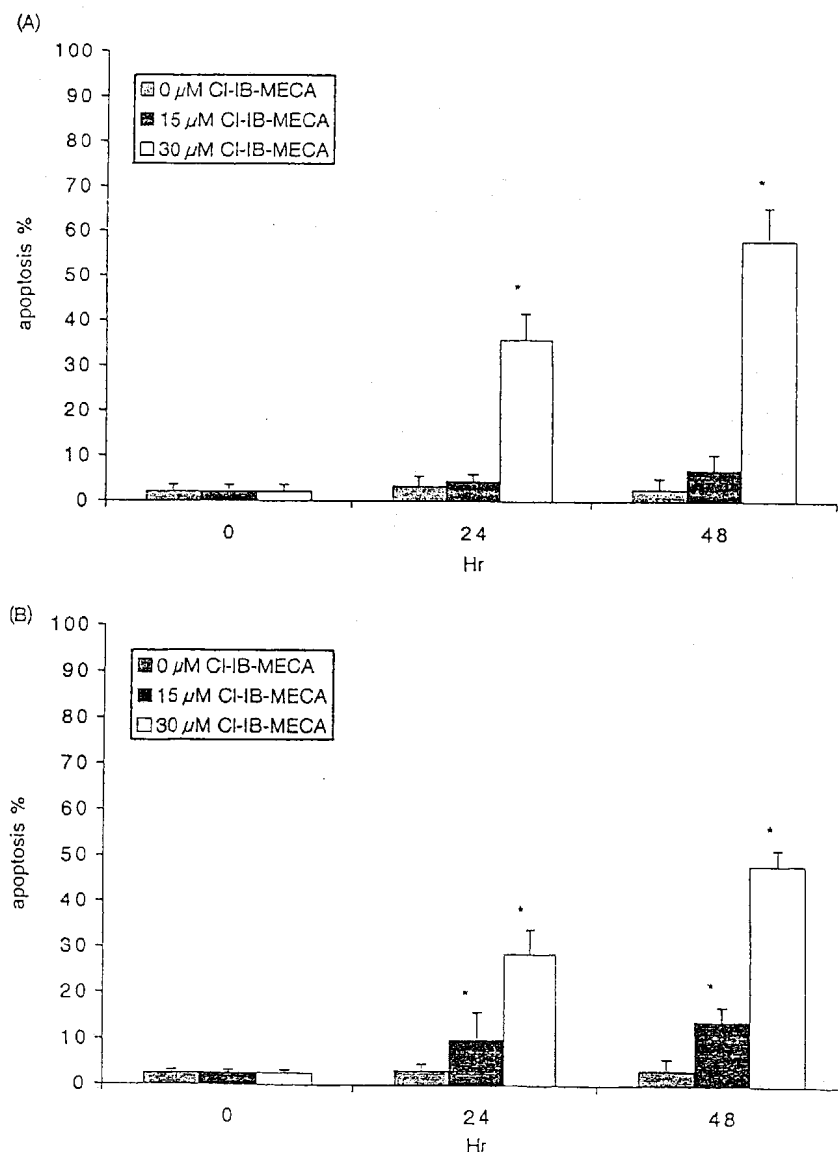 (A)
100
90
80
70
60
50
40
30
20
10
0
apoptosis %
0 μM Cl-IB-MECA
15 μM Cl-IB-MECA
30 μM Cl-IB-MECA
*
*
0
24
48
Hr
(B)
100
90
80
70
60
50
40
30
20
10
0
apoptosis %
0 μM Cl-IB-MECA
15 μM Cl-IB-MECA
30 μM Cl-IB-MECA
*
*
*
*
0
24
48
Hr